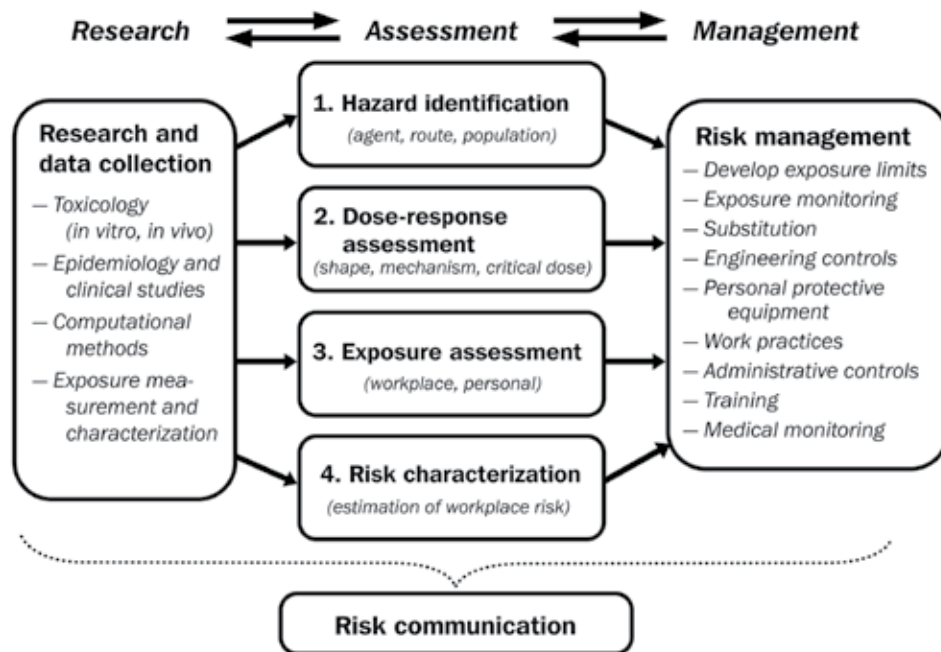 Research
Assessment
Management
Research and
data collection
— Toxicology
(in vitro, in vivo)
— Epidemiology and
clinical studies
— Computational
methods
— Exposure mea-
surement and
characterization
1. Hazard identification
(agent, route, population)
2. Dose-response
assessment
(shape, mechanism, critical dose)
3. Exposure assessment
(workplace, personal)
4. Risk characterization
(estimation of workplace risk)
Risk management
— Develop exposure limits
— Exposure monitoring
— Substitution
— Engineering controls
— Personal protective
equipment
— Work practices
— Administrative controls
— Training
— Medical monitoring
Risk communication